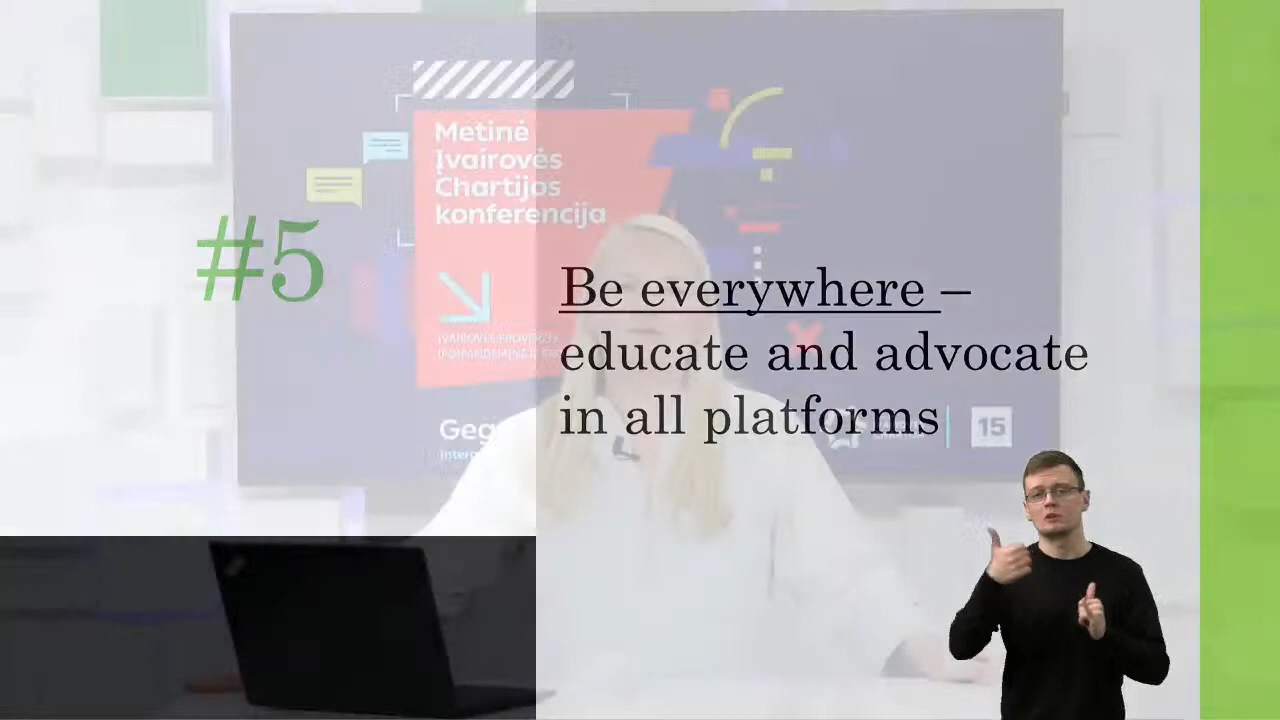 Metinė
Įvairovės
Chartijos
konferencija
#5
Be everywhere –
educate and advocate
in all platforms
15